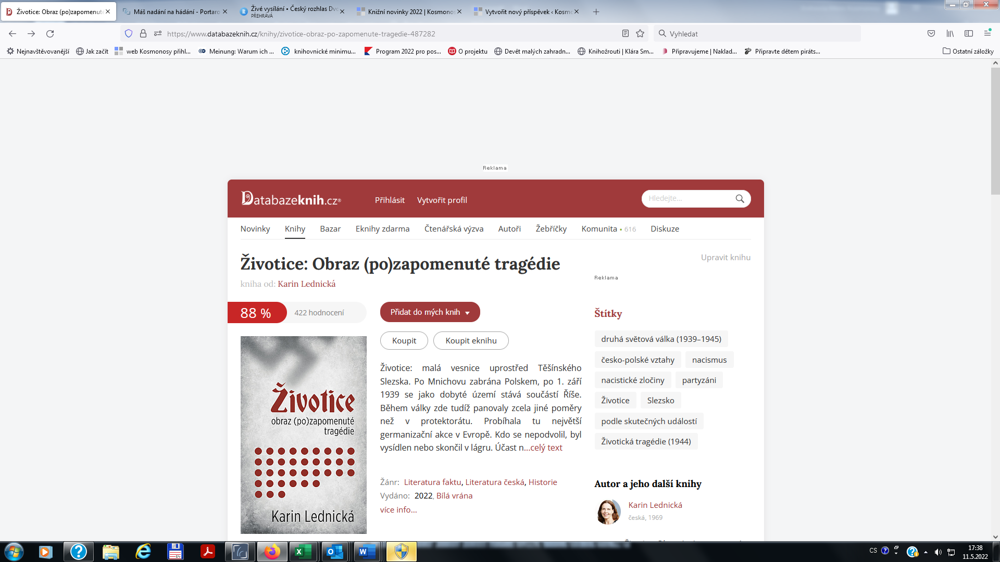 Životice: Obraz (po)zapomenuté
Máš nadání na hádání - Portaro
Živé vysílání • Český rozhlas Dvo
PŘEHRÁVÁ
Knižní novinky 2022 | Kosmonos
Vytvořit nový příspěvek ‹ Kosmo
https://www.databazeknih.cz/knihy/zivotice-obraz-po-zapomenute-tragedie-487282
Vyhledat
Nejnavštěvovanější
Jak začít
web Kosmonosy přihl...
Meinung: Warum ich ...
knihovnické minimu...
Program 2022 pro pos...
O projektu
Devět malých zahradn...
Knihožrouti | Klára Sm...
Připravujeme | Naklad...
Připravte dětem piráts...
Ostatní záložky
Reklama
Databazeknih.cz®
Přihlásit
Vytvořit profil
Hledejte...
Novinky
Knihy
Bazar
Eknihy zdarma
Čtenářská výzva
Autoři
Žebříčky
Komunita • 616
Diskuze
Životice: Obraz (po)zapomenuté tragédie
Upravit knihu
kniha od: Karin Lednická
Reklama
88 %
422 hodnocení
Přidat do mých knih
Koupit
Koupit eknihu
Životice: malá vesnice uprostřed Těšínského
Slezska. Po Mnichovu zabrána Polskem, po 1. září
1939 se jako dobyté území stává součástí Říše.
Během války zde tudíž panovaly zcela jiné poměry
než v protektorátu. Probíhala tu největší
germanizační akce v Evropě. Kdo se nepodvolil, byl
vysídlen nebo skončil v lágru. Účast n...celý text
Žánr: Literatura faktu, Literatura česká, Historie
Vydáno: 2022, Bílá vrána
více info...
Životice
obraz (po)zapomenuté
tragédie
Karin Lednická
Štítky
druhá světová válka (1939–1945)
česko-polské vztahy
nacismus
nacistické zločiny
partyzáni
Životice
Slezsko
podle skutečných událostí
Životická tragédie (1944)
Autor a jeho další knihy
Karin Lednická
česká, 1969
CS
17:38
11.5.2022